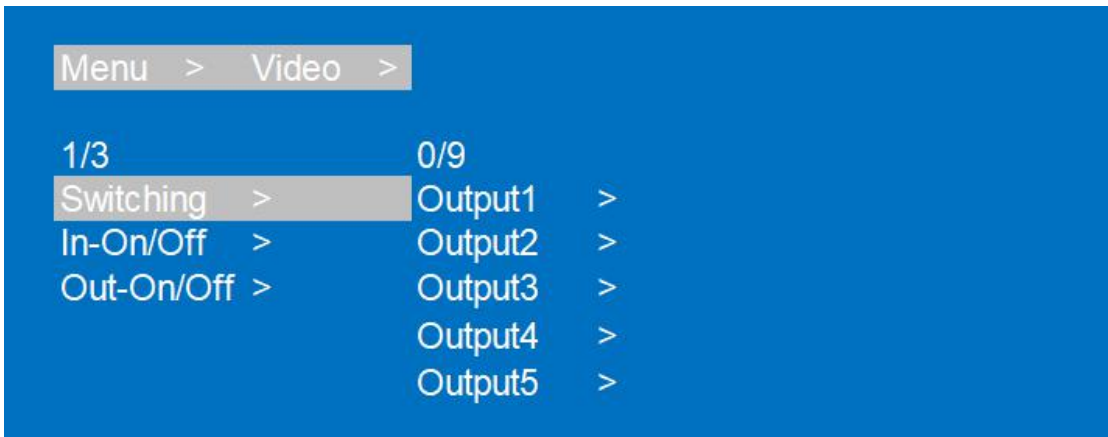 Menu > Video >
1/3 0/9
Switching > Output1 >
In-On/Off > Output2 >
Out-On/Off > Output3 >
Output4 >
Output5 >